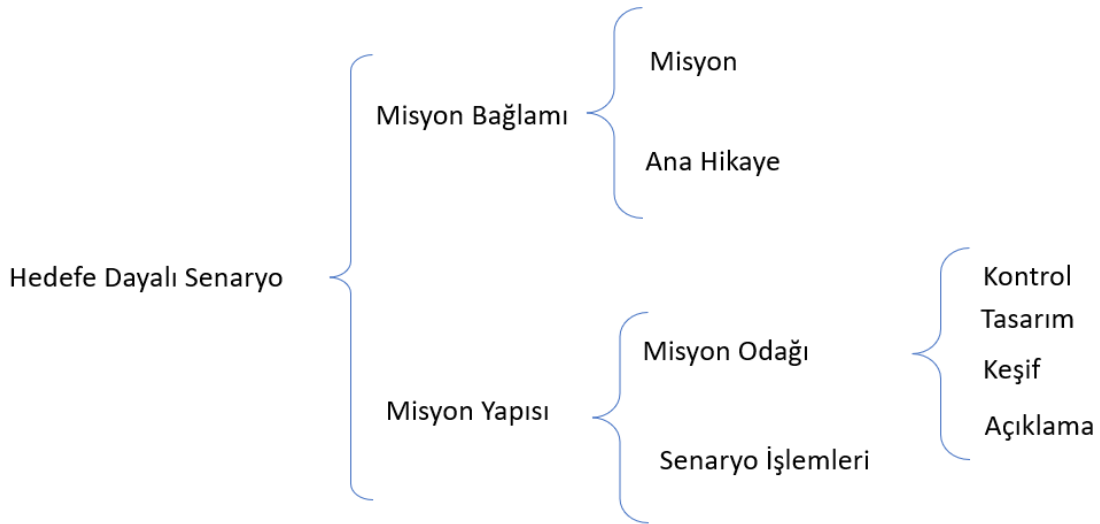 Hedefe Dayalı Senaryo
Misyon Bağlamı
Misyon
Ana Hikaye
Misyon Yapısı
Misyon Odağı
Kontrol
Tasarım
Keşif
Açıklama
Senaryo İşlemleri